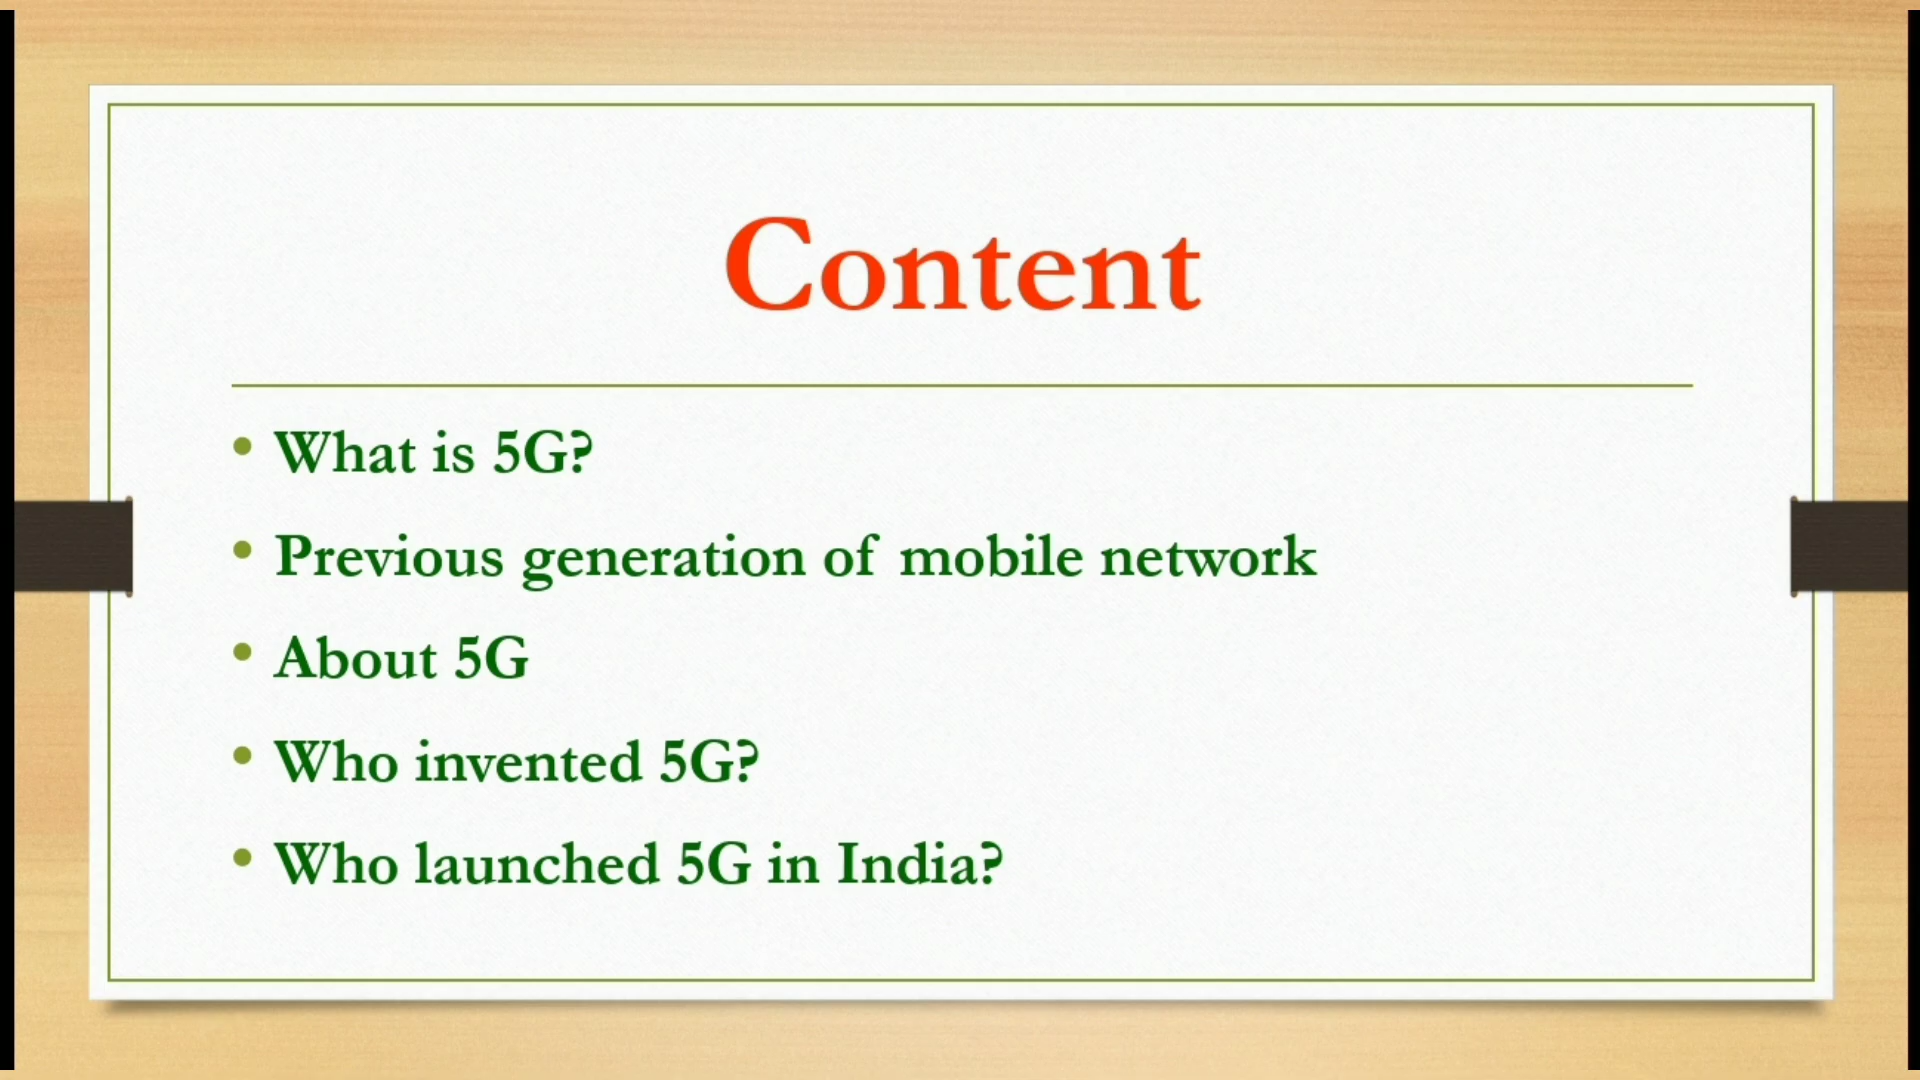 Content
• What is 5G?
• Previous generation of mobile network
• About 5G
• Who invented 5G?
• Who launched 5G in India?